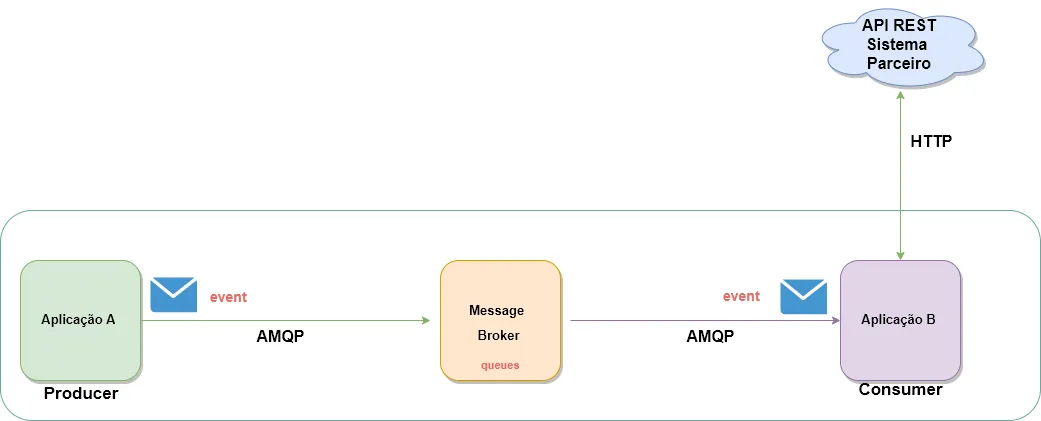 API REST
Sistema
Parceiro
HTTP
event
event
Aplicação A
Message
Broker
queues
Aplicação B
AMQP
AMQP
Producer
Consumer